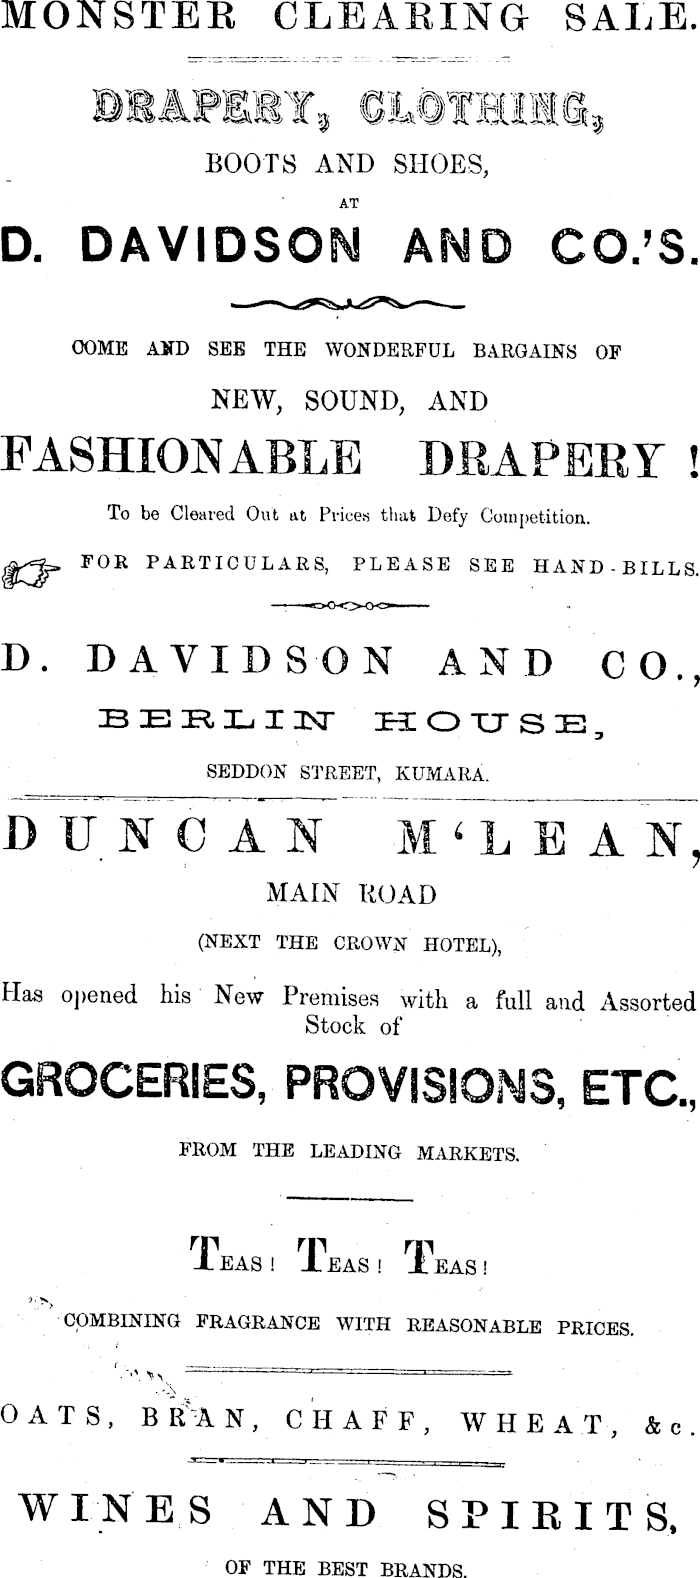 MONSTER CLEARING SALE.
DRAPERY, CLOTHING,
BOOTS AND SHOES,
AT
D. DAVIDSON AND CO.'S.
COME AND SEE THE WONDERFUL BARGAINS OF
NEW, SOUND, AND
FASHIONABLE DRAPERY !
To be Cleared Out at Prices that Defy Competition.
FOR PARTICULARS, PLEASE SEE HAND-BILLS.
D. DAVIDSON AND CO.,
BERLIN HOUSE,
SEDDON STREET, KUMARA.
DUNCAN M‘LEAN,
MAIN ROAD
(NEXT THE CROWN HOTEL),
Has opened his New Premises with a full and Assorted
Stock of
GROCERIES, PROVISIONS, ETC.,
FROM THE LEADING MARKETS.
TEAS! TEAS! TEAS!
COMBINING FRAGRANCE WITH REASONABLE PRICES.
OATS, BRAN, CHAFF, WHEAT, &c.
WINES AND SPIRITS,
OF THE BEST BRANDS.